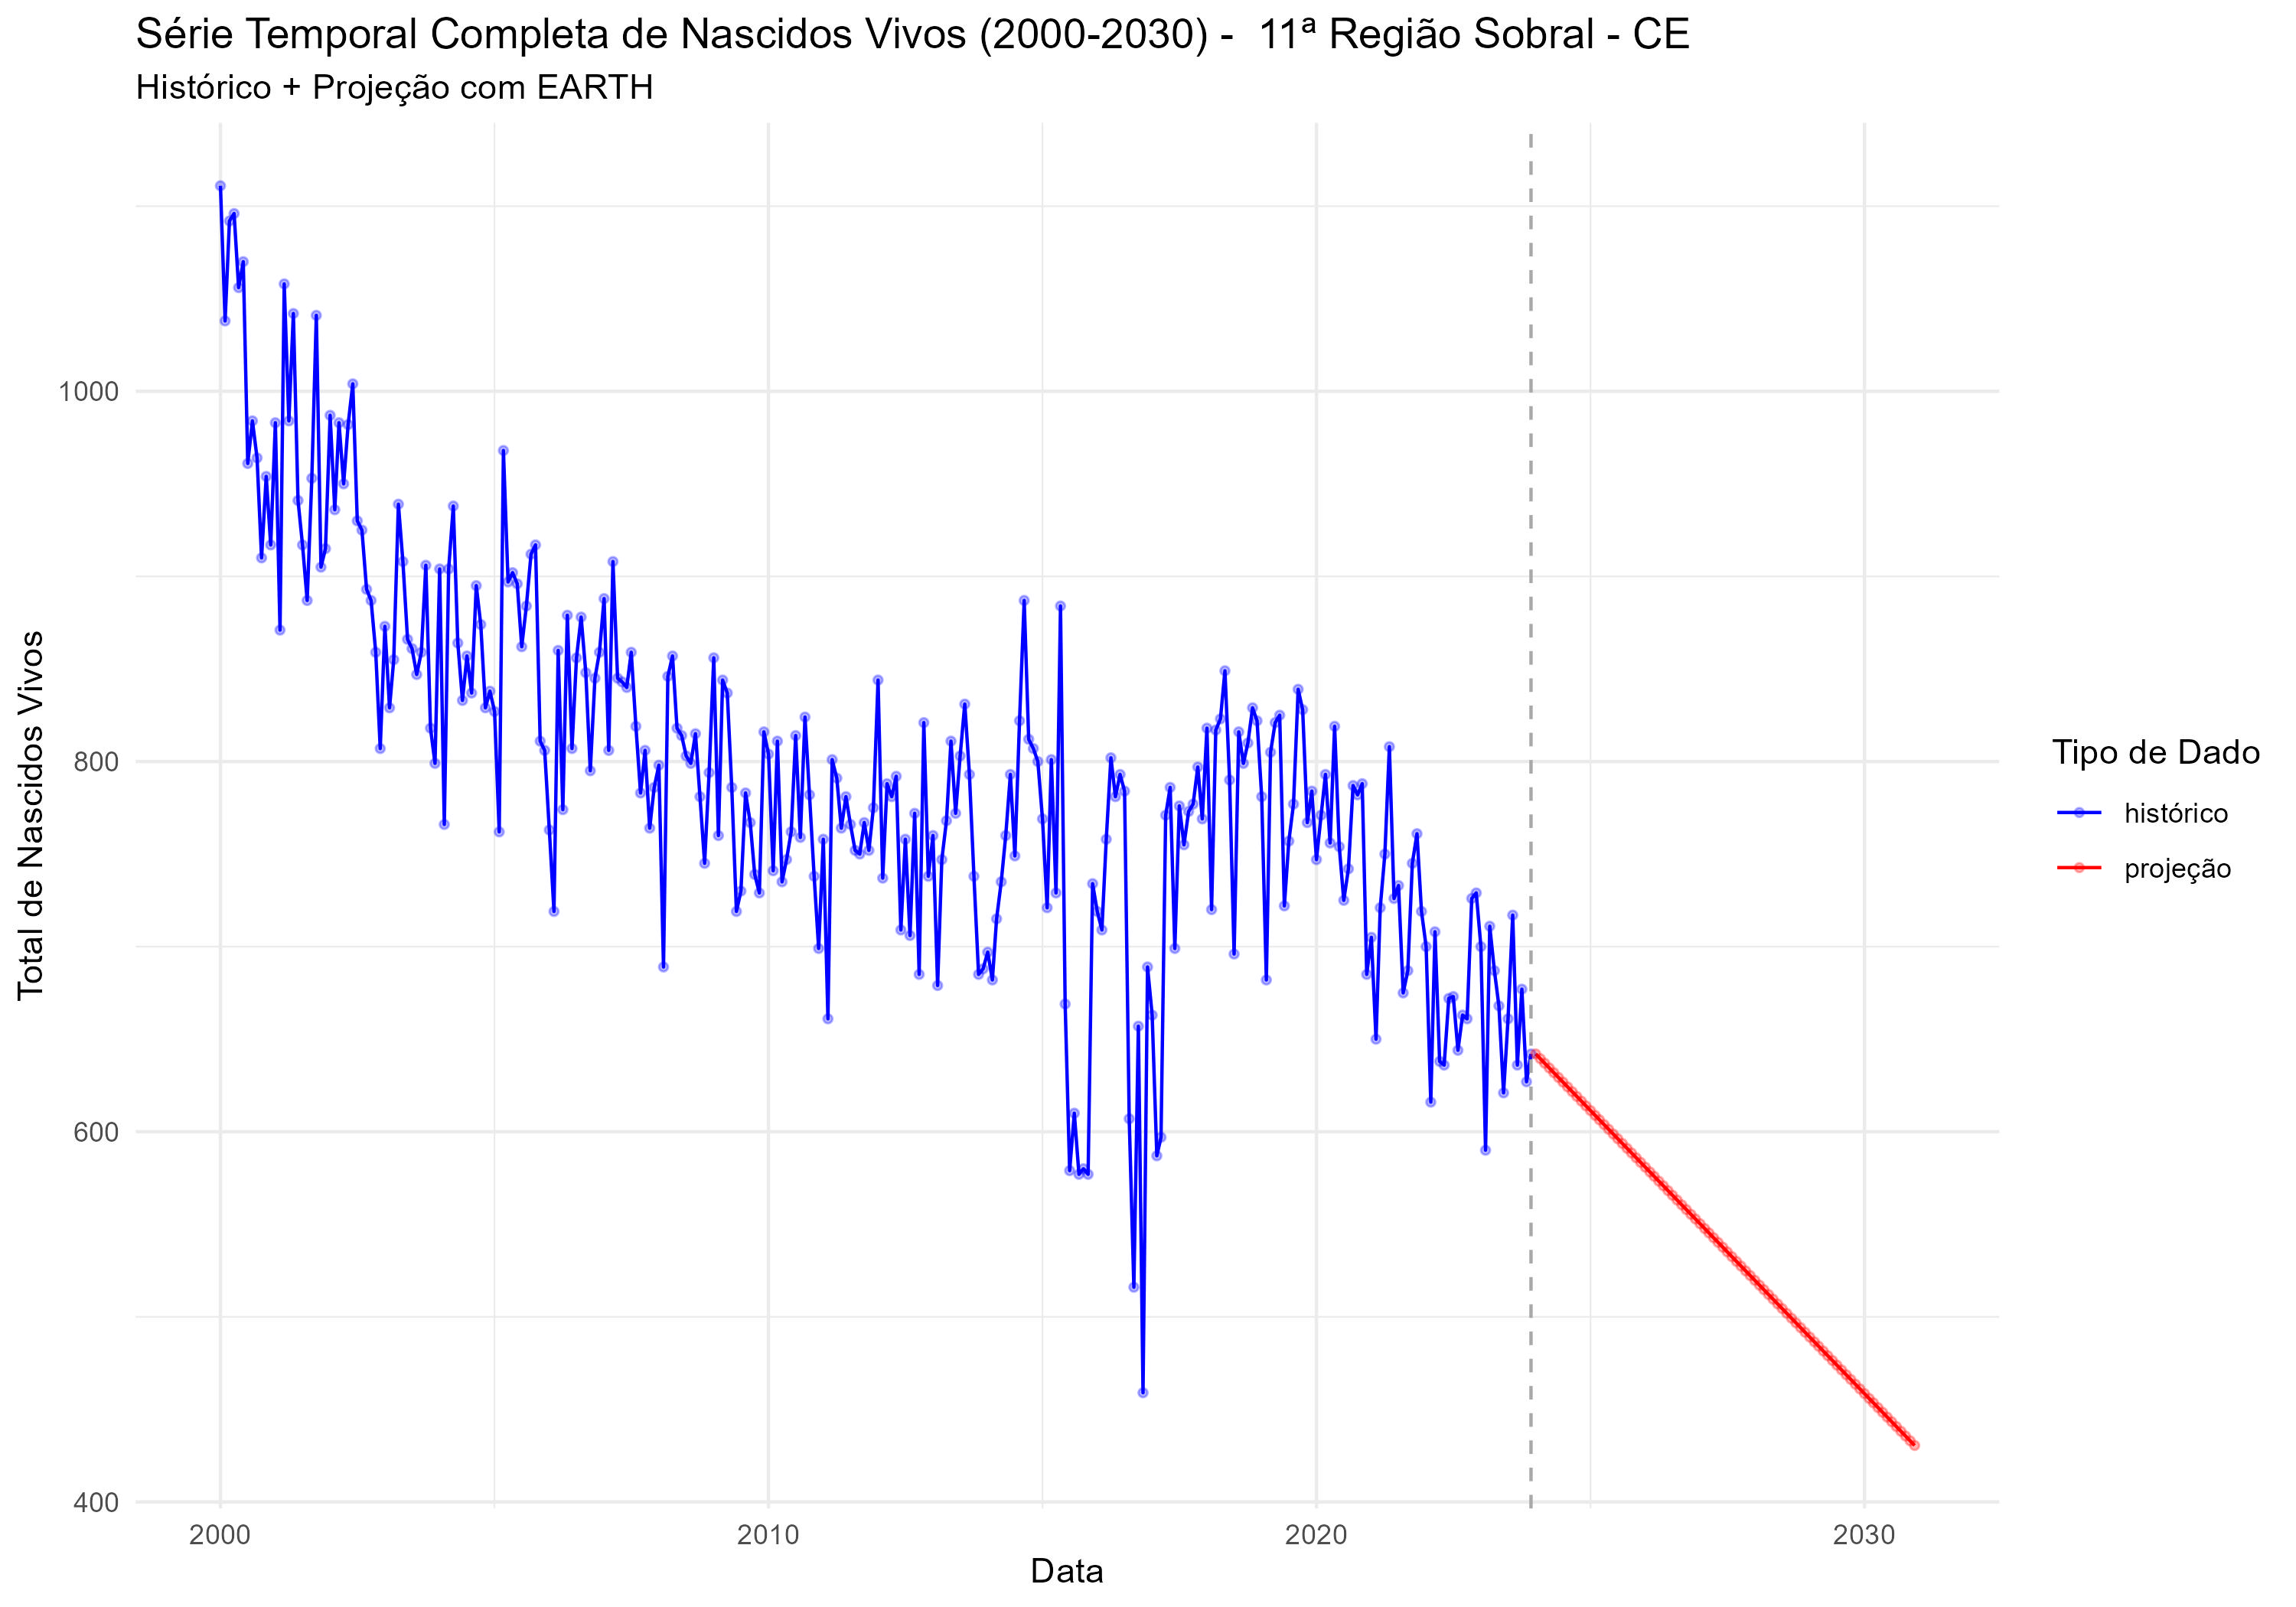 Série Temporal Completa de Nascidos Vivos (2000-2030) -  11ª Região Sobral - CE
Histórico + Projeção com EARTH
Total de Nascidos Vivos
1000
800
600
400
2000 2010 2020 2030
Data
Tipo de Dado
histórico
projeção